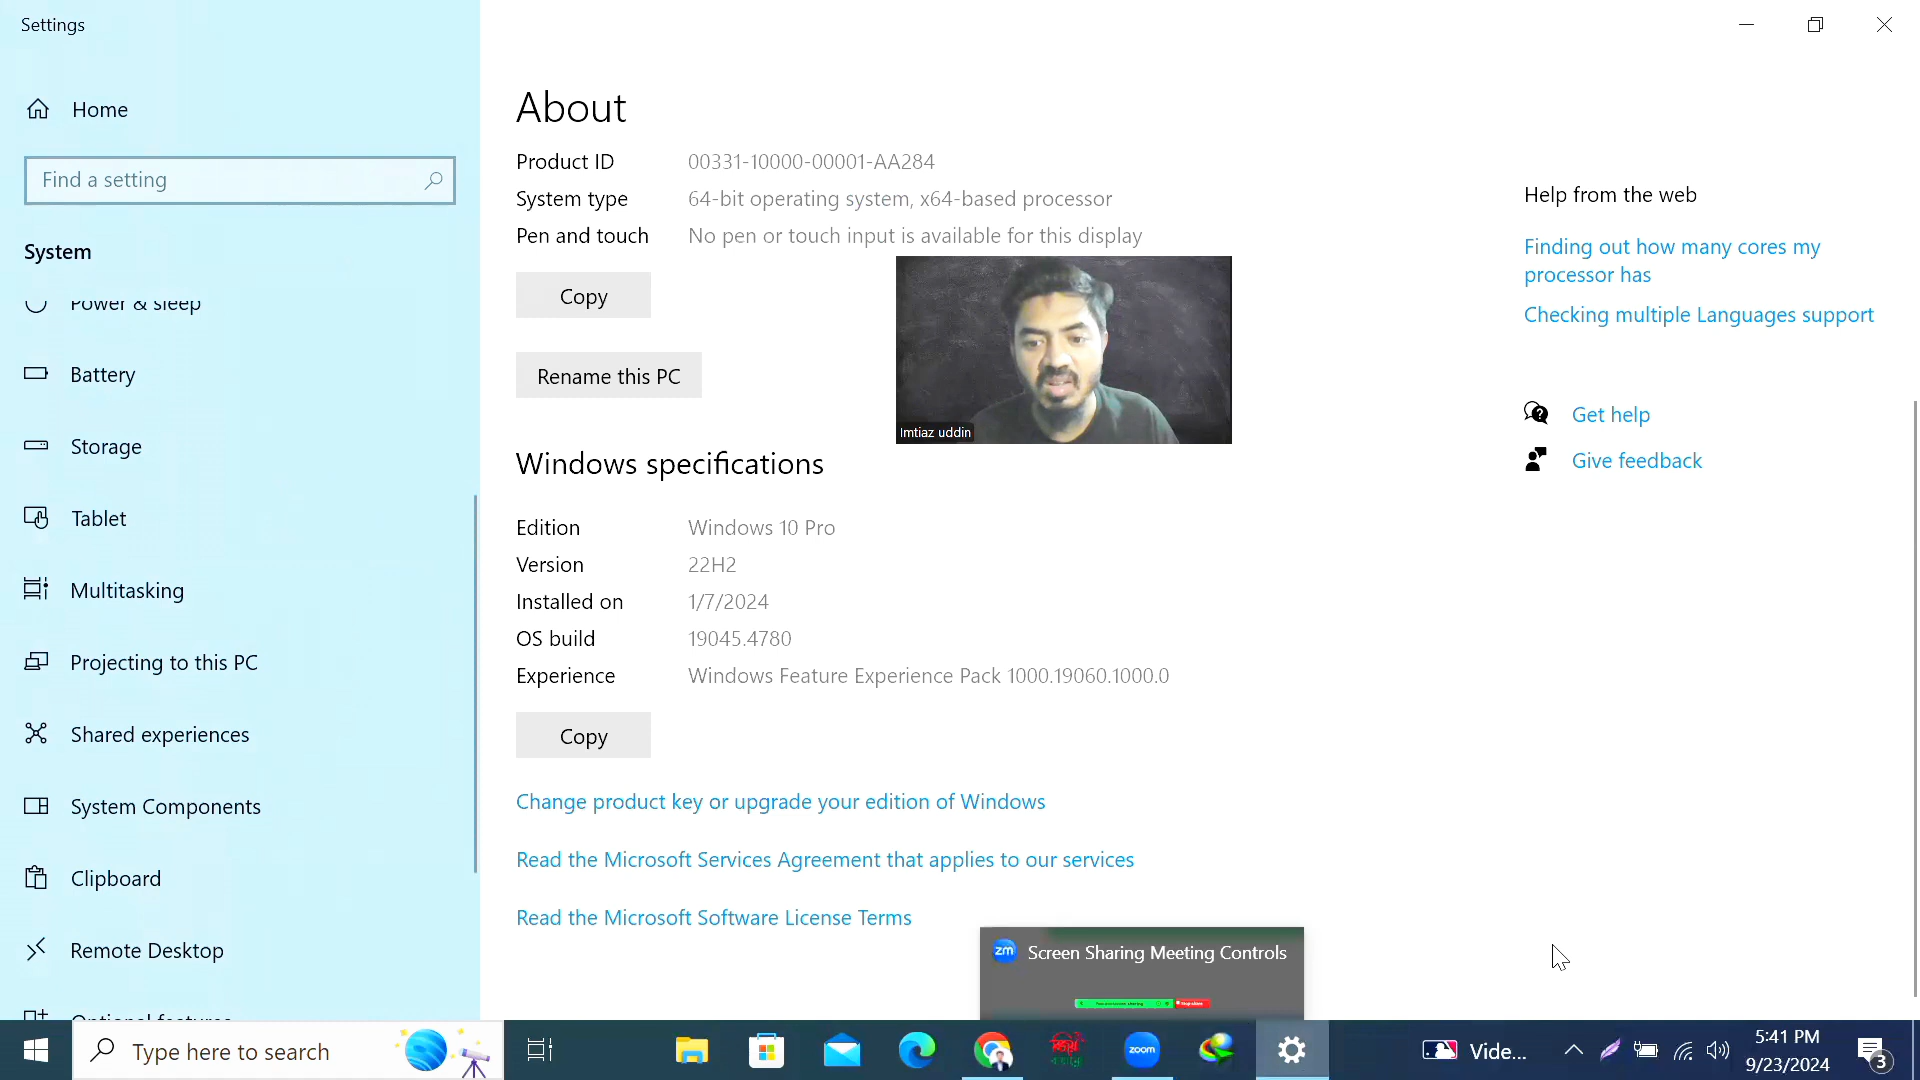 Settings
Home
Find a setting
System
Power & sleep
Battery
Storage
Tablet
Multitasking
Projecting to this PC
Shared experiences
System Components
Clipboard
Remote Desktop
Optional features
About
Product ID 00331-10000-00001-AA284
System type 64-bit operating system, x64-based processor
Pen and touch No pen or touch input is available for this display
Copy
Rename this PC
Imtiaz uddin
Windows specifications
Edition Windows 10 Pro
Version 22H2
Installed on 1/7/2024
OS build 19045.4780
Experience Windows Feature Experience Pack 1000.19060.1000.0
Copy
Change product key or upgrade your edition of Windows
Read the Microsoft Services Agreement that applies to our services
Read the Microsoft Software License Terms
Help from the web
Finding out how many cores my
processor has
Checking multiple Languages support
Get help
Give feedback
zm Screen Sharing Meeting Controls
Type here to search
zoom
Vide...
5:41 PM
9/23/2024
3